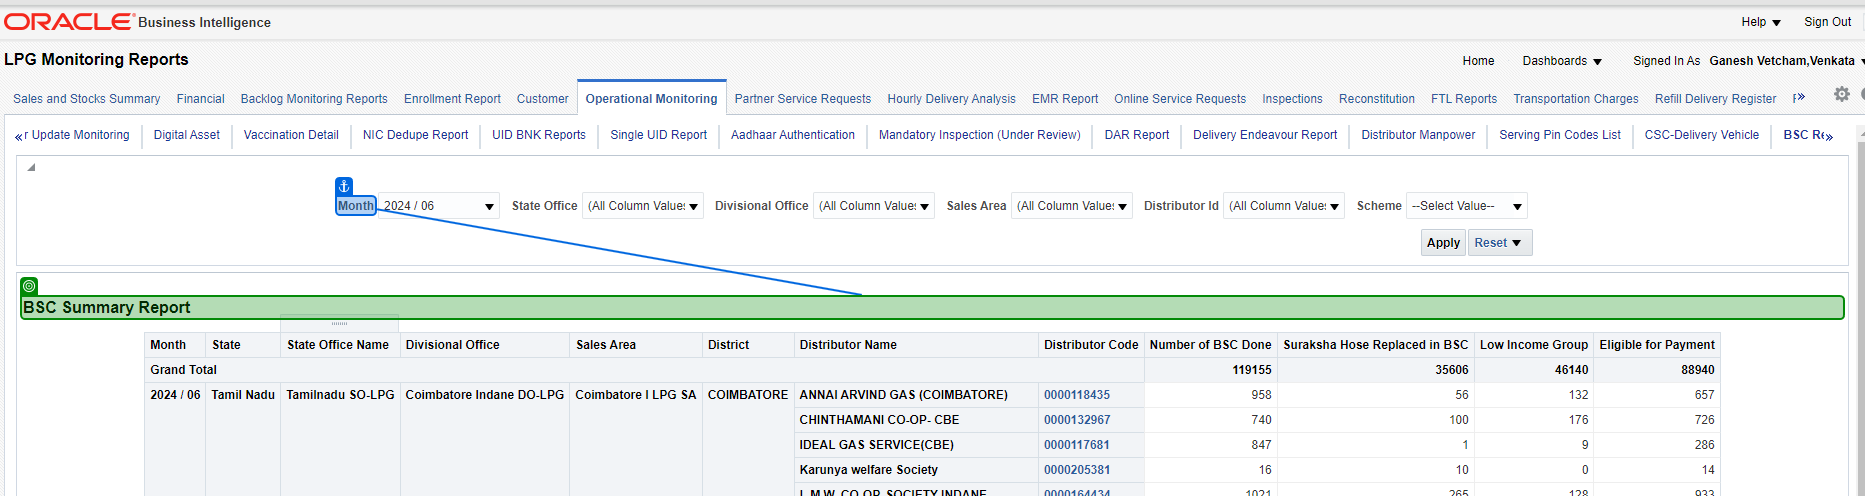 ORACLE Business Intelligence
Help Sign Out
LPG Monitoring Reports
Home Dashboards Signed In As Ganesh Vetcham,Venkata
Sales and Stocks Summary Financial Backlog Monitoring Reports Enrollment Report Customer Operational Monitoring Partner Service Requests Hourly Delivery Analysis EMR Report Online Service Requests Inspections Reconstitution FTL Reports Transportation Charges Refill Delivery Register
« r Update Monitoring Digital Asset Vaccination Detail NIC Dedupe Report UID BNK Reports Single UID Report Aadhaar Authentication Mandatory Inspection (Under Review) DAR Report Delivery Endeavour Report Distributor Manpower Serving Pin Codes List CSC-Delivery Vehicle BSC Re »
Month 2024 / 06 State Office (All Column Values Divisional Office (All Column Values Sales Area (All Column Values Distributor Id (All Column Values Scheme --Select Value--
Apply Reset
BSC Summary Report
Month State State Office Name Divisional Office Sales Area District Distributor Name Distributor Code Number of BSC Done Suraksha Hose Replaced in BSC Low Income Group Eligible for Payment
Grand Total 119155 35606 46140 88940
2024 / 06 Tamil Nadu Tamilnadu SO-LPG Coimbatore Indane DO-LPG Coimbatore I LPG SA COIMBATORE ANNAI ARVIND GAS (COIMBATORE) 0000118435 958 56 132 657
CHINTHAMANI CO-OP- CBE 0000132967 740 100 176 726
IDEAL GAS SERVICE(CBE) 0000117681 847 1 9 286
Karunya welfare Society 0000205381 16 10 0 14
L.M.W. CO.OP. SOCIETY INDANE 0000164434 1021 265 128 933